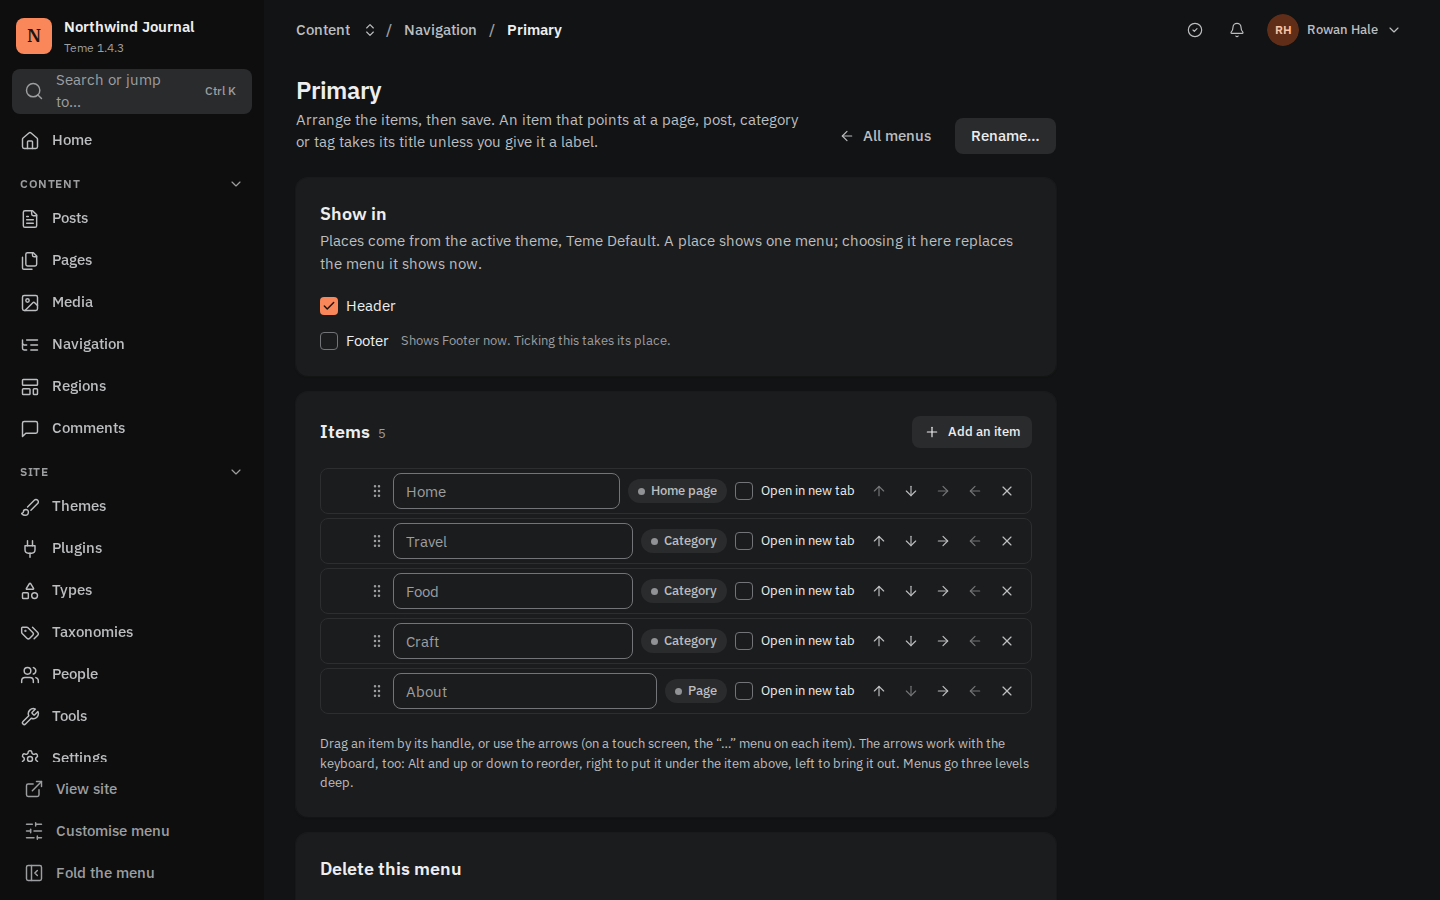 N
Northwind Journal
Teme 1.4.3
Search or jump
to...
Ctrl K
Home
CONTENT
Posts
Pages
Media
Navigation
Regions
Comments
SITE
Themes
Plugins
Types
Taxonomies
People
Tools
Settings
View site
Customise menu
Fold the menu
Content / Navigation / Primary
RH Rowan Hale
Primary
Arrange the items, then save. An item that points at a page, post, category
or tag takes its title unless you give it a label.
All menus
Rename...
Show in
Places come from the active theme, Teme Default. A place shows one menu; choosing it here replaces
the menu it shows now.
Header
Footer Shows Footer now. Ticking this takes its place.
Items 5
Add an item
Home Home page Open in new tab
Travel Category Open in new tab
Food Category Open in new tab
Craft Category Open in new tab
About Page Open in new tab
Drag an item by its handle, or use the arrows (on a touch screen, the “…” menu on each item). The arrows work with the
keyboard, too: Alt and up or down to reorder, right to put it under the item above, left to bring it out. Menus go three levels
deep.
Delete this menu